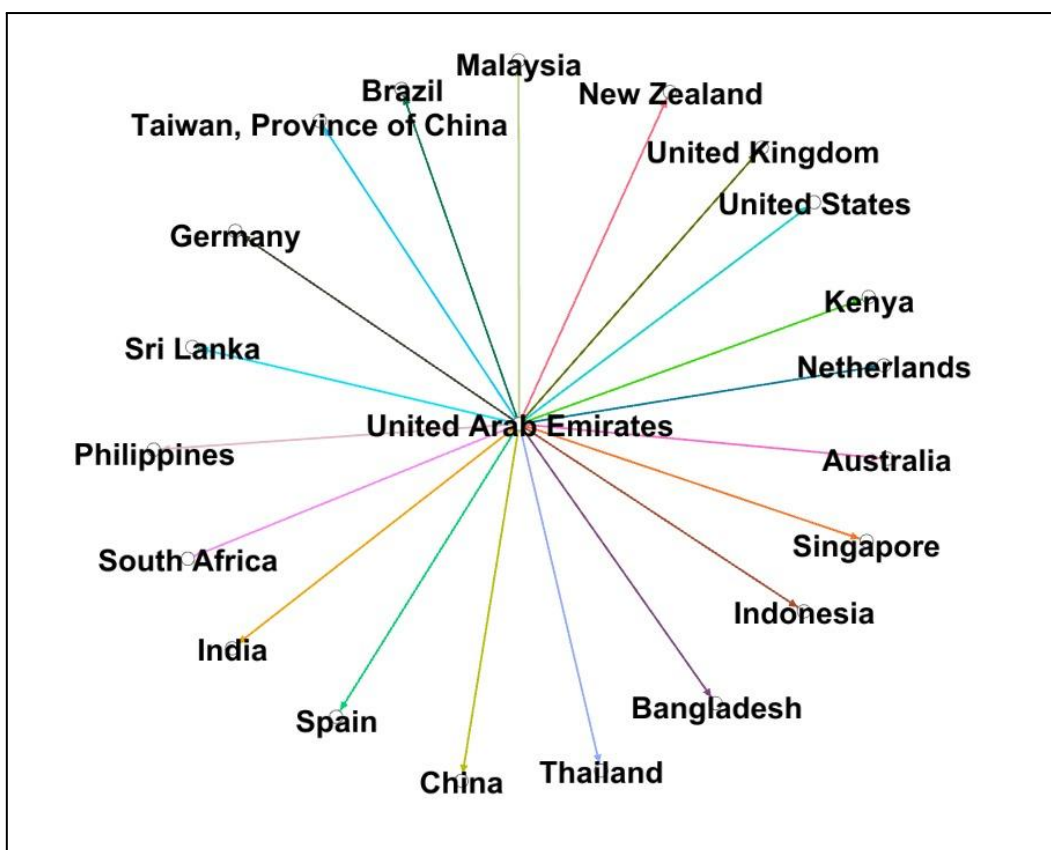 Malaysia
Brazil
New Zealand
Taiwan, Province of China
United Kingdom
United States
Germany
Kenya
Sri Lanka
Netherlands
United Arab Emirates
Philippines
Australia
Singapore
South Africa
Indonesia
India
Bangladesh
Spain
Thailand
China